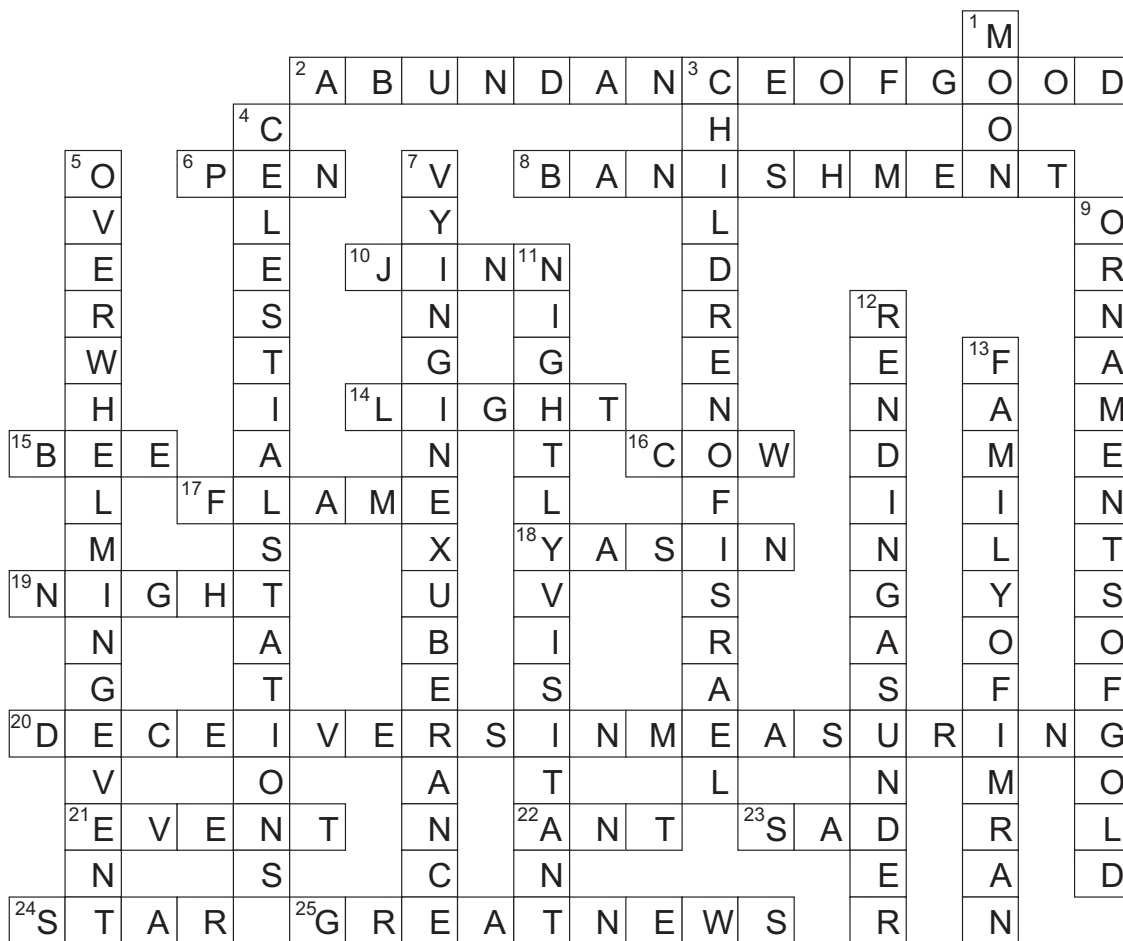 1 M
2 A B U N D A N 3 C E O F G O O D
4 C H O
5 O 6 P E N 7 V 8 B A N I S H M E N T
V L Y L 9 O
E E 10 J I N 11 N D R
R S N I R 12 R N
W T G G E E 13 F A
H I 14 L I G H T N N A M
15 B E E A N T 16 C O W D M E
L 17 F L A M E L F I I N
M S X 18 Y A S I N N L T
19 N I G H T U V S G Y S
N A B I R A O O
G T E S A S F F
20 D E C E I V E R S I N M E A S U R I N G
V O A T L N M O
21 E V E N T N 22 A N T 23 S A D R L
N S C N E A D
24 S T A R 25 G R E A T N E W S R N